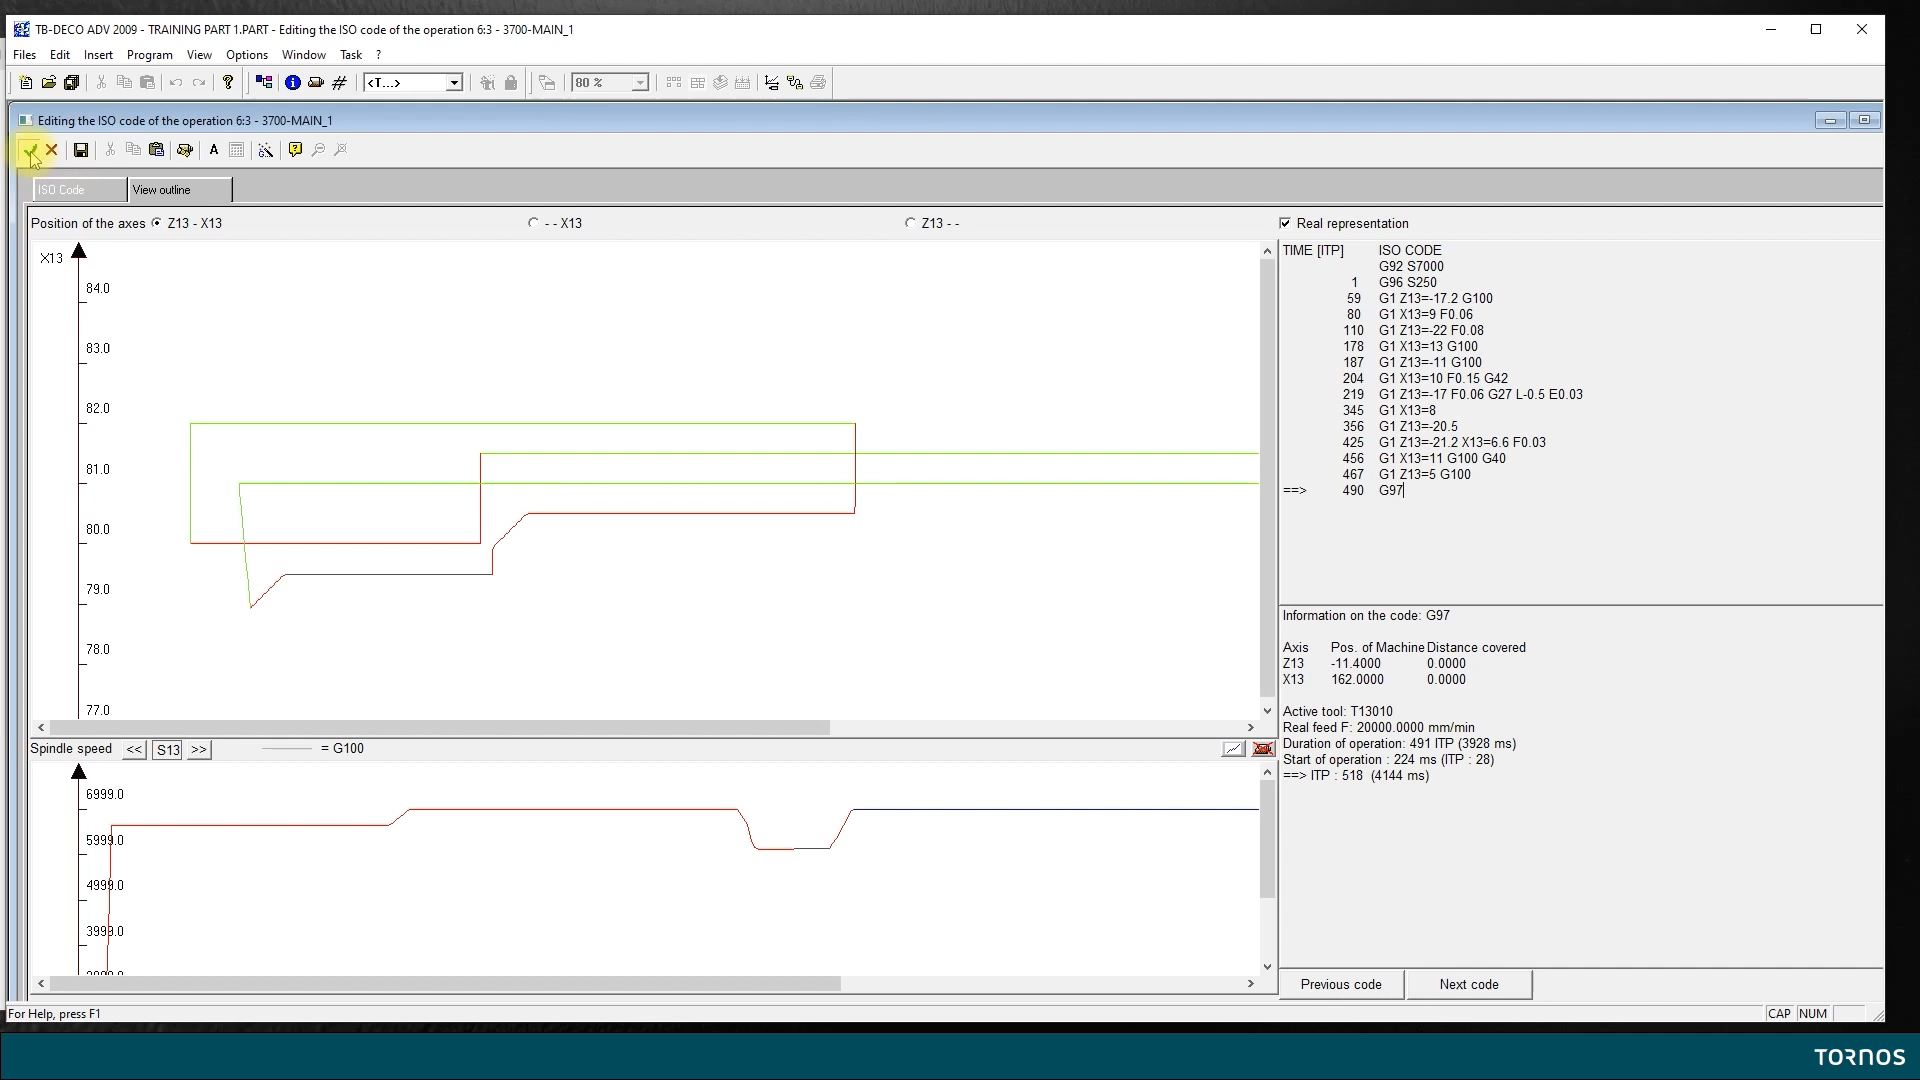 TB-DECO ADV 2009 - TRAINING PART 1.PART - Editing the ISO code of the operation 6:3 - 3700-MAIN_1
Files Edit Insert Program View Options Window Task ?
<T...> 80 %
Editing the ISO code of the operation 6:3 - 3700-MAIN_1
A
ISO Code View outline
Position of the axes Z13 - X13 - - X13 Z13 - - Real representation
X13
84.0
83.0
82.0
81.0
80.0
79.0
78.0
77.0
TIME [ITP] ISO CODE
G92 S7000
1 G96 S250
59 G1 Z13=-17.2 G100
80 G1 X13=9 F0.06
110 G1 Z13=-22 F0.08
178 G1 X13=13 G100
187 G1 Z13=-11 G100
204 G1 X13=10 F0.15 G42
219 G1 Z13=-17 F0.06 G27 L-0.5 E0.03
345 G1 X13=8
356 G1 Z13=-20.5
425 G1 Z13=-21.2 X13=6.6 F0.03
456 G1 X13=11 G100 G40
467 G1 Z13=5 G100
==> 490 G97
Information on the code: G97
Axis Pos. of Machine Distance covered
Z13 -11.4000 0.0000
X13 162.0000 0.0000
Active tool: T13010
Real feed F: 20000.0000 mm/min
Duration of operation: 491 ITP (3928 ms)
Start of operation : 224 ms (ITP : 28)
==> ITP : 518 (4144 ms)
Spindle speed << S13 >> = G100
6999.0
5999.0
4999.0
3999.0
Previous code Next code
For Help, press F1
CAP NUM
TORNOS